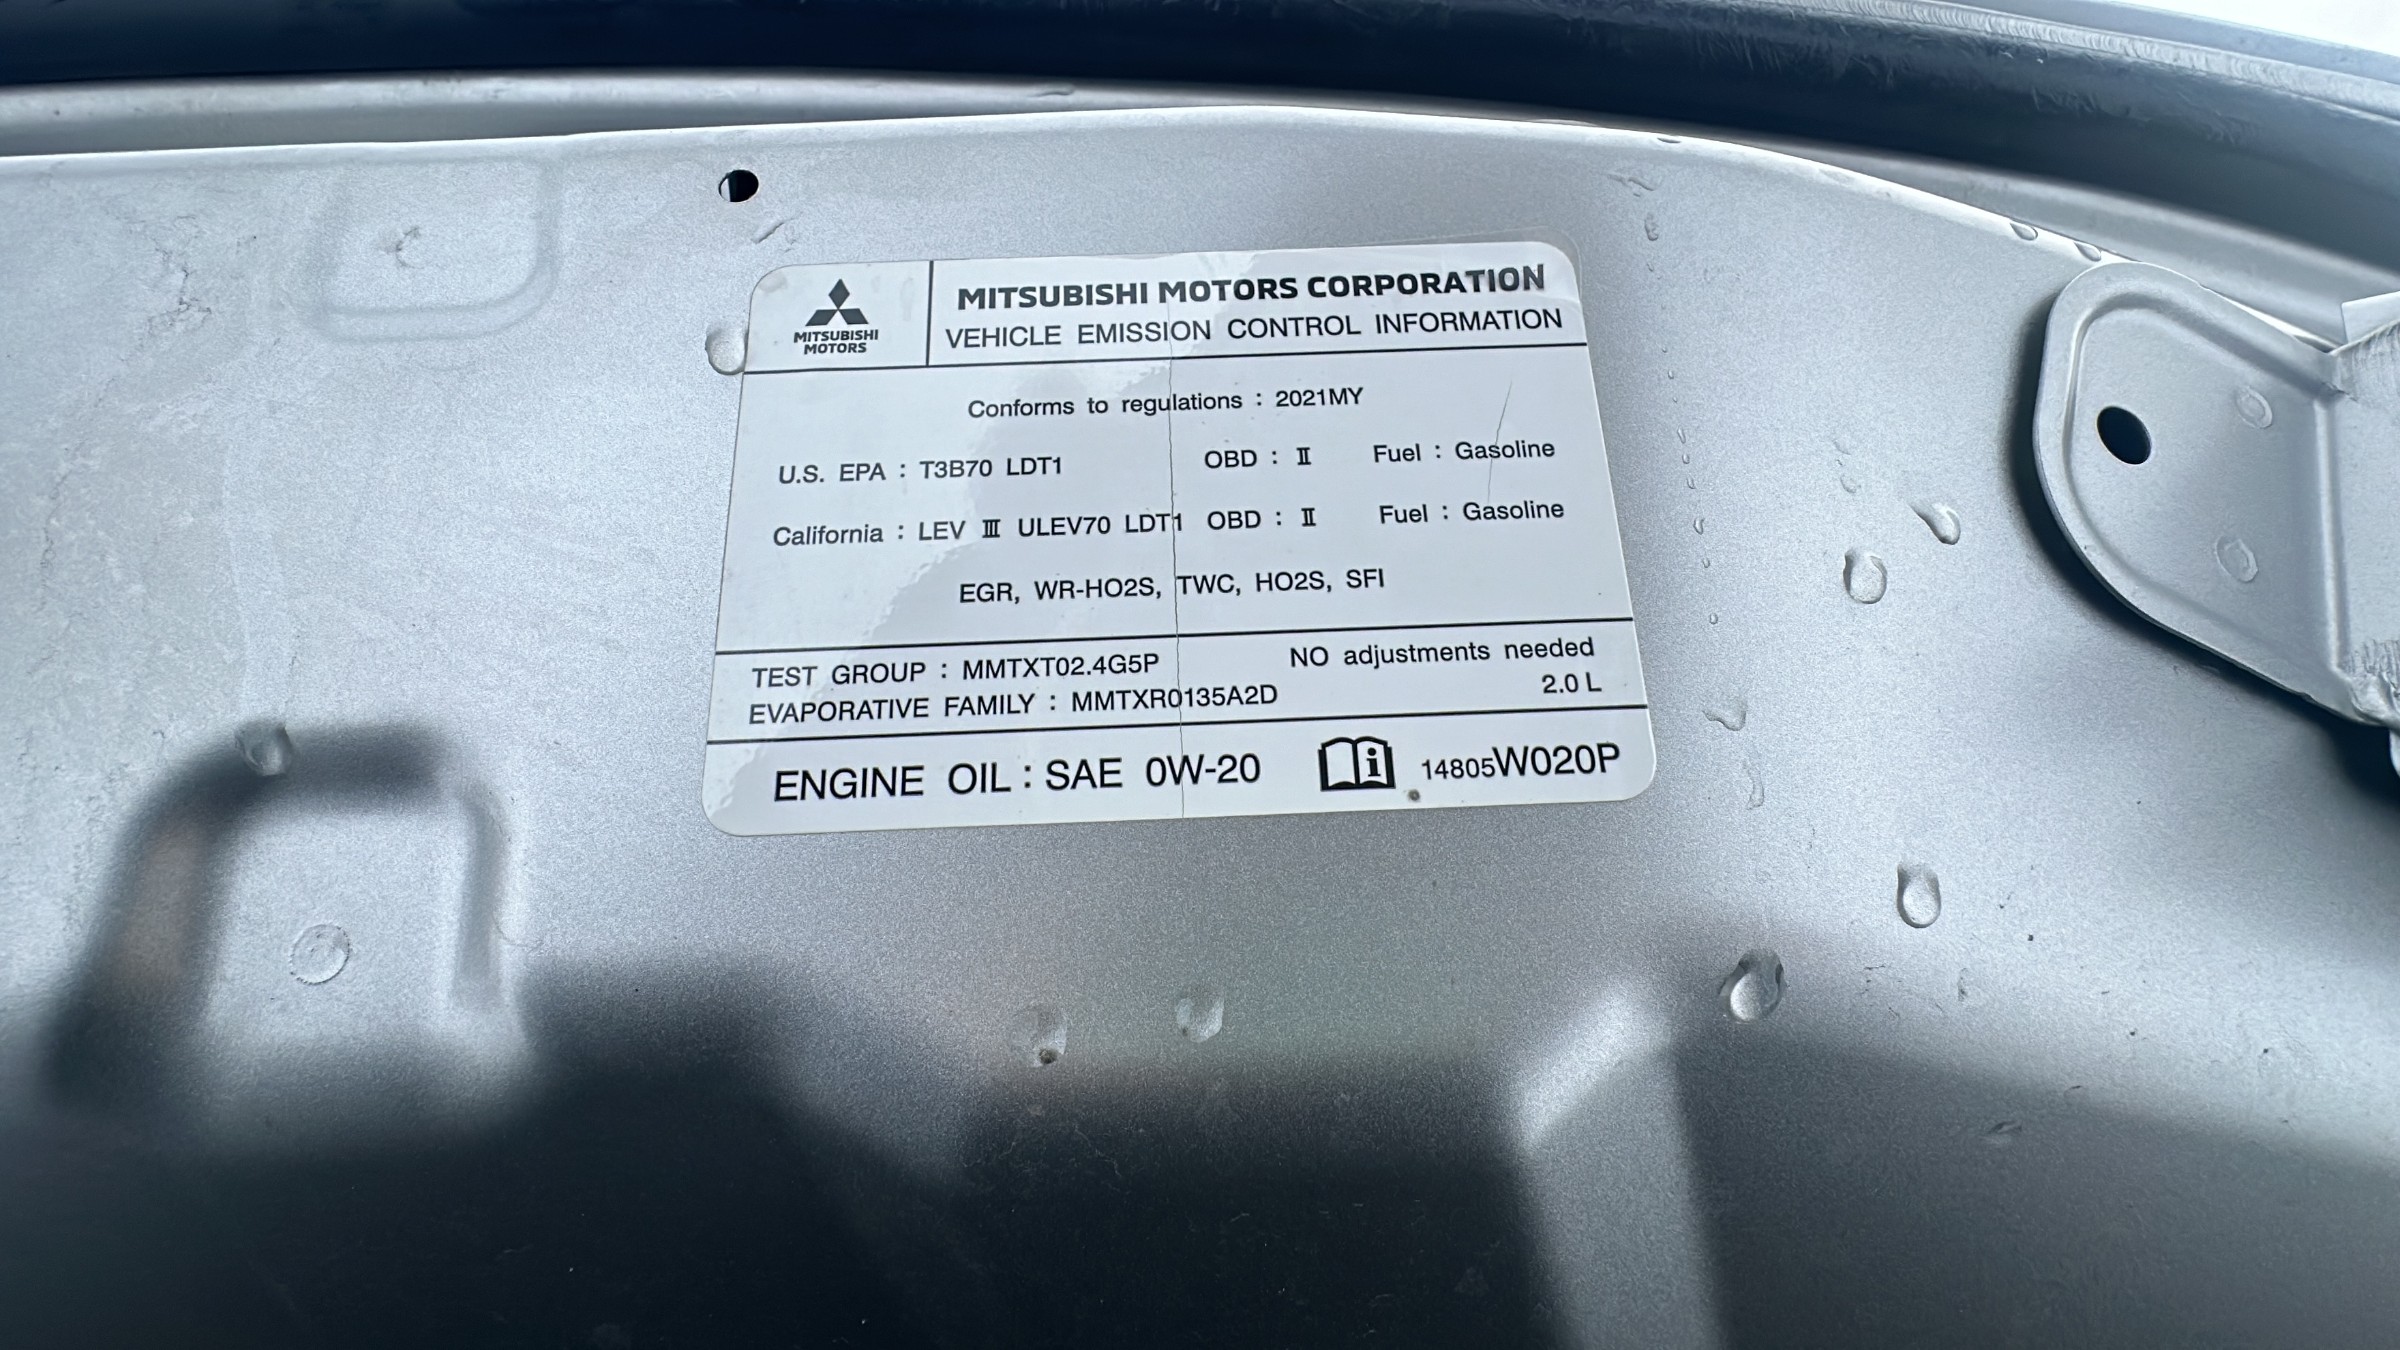 MITSUBISHI
MOTORS
MITSUBISHI MOTORS CORPORATION
VEHICLE EMISSION CONTROL INFORMATION
Conforms to regulations : 2021MY
U.S. EPA : T3B70 LDT1 OBD : Ⅱ Fuel : Gasoline
California : LEV Ⅲ ULEV70 LDT1 OBD : Ⅱ Fuel : Gasoline
EGR, WR-HO2S, TWC, HO2S, SFI
TEST GROUP : MMTXT02.4G5P
EVAPORATIVE FAMILY : MMTXR0135A2D
NO adjustments needed
2.0 L
ENGINE OIL : SAE 0W-20 14805W020P